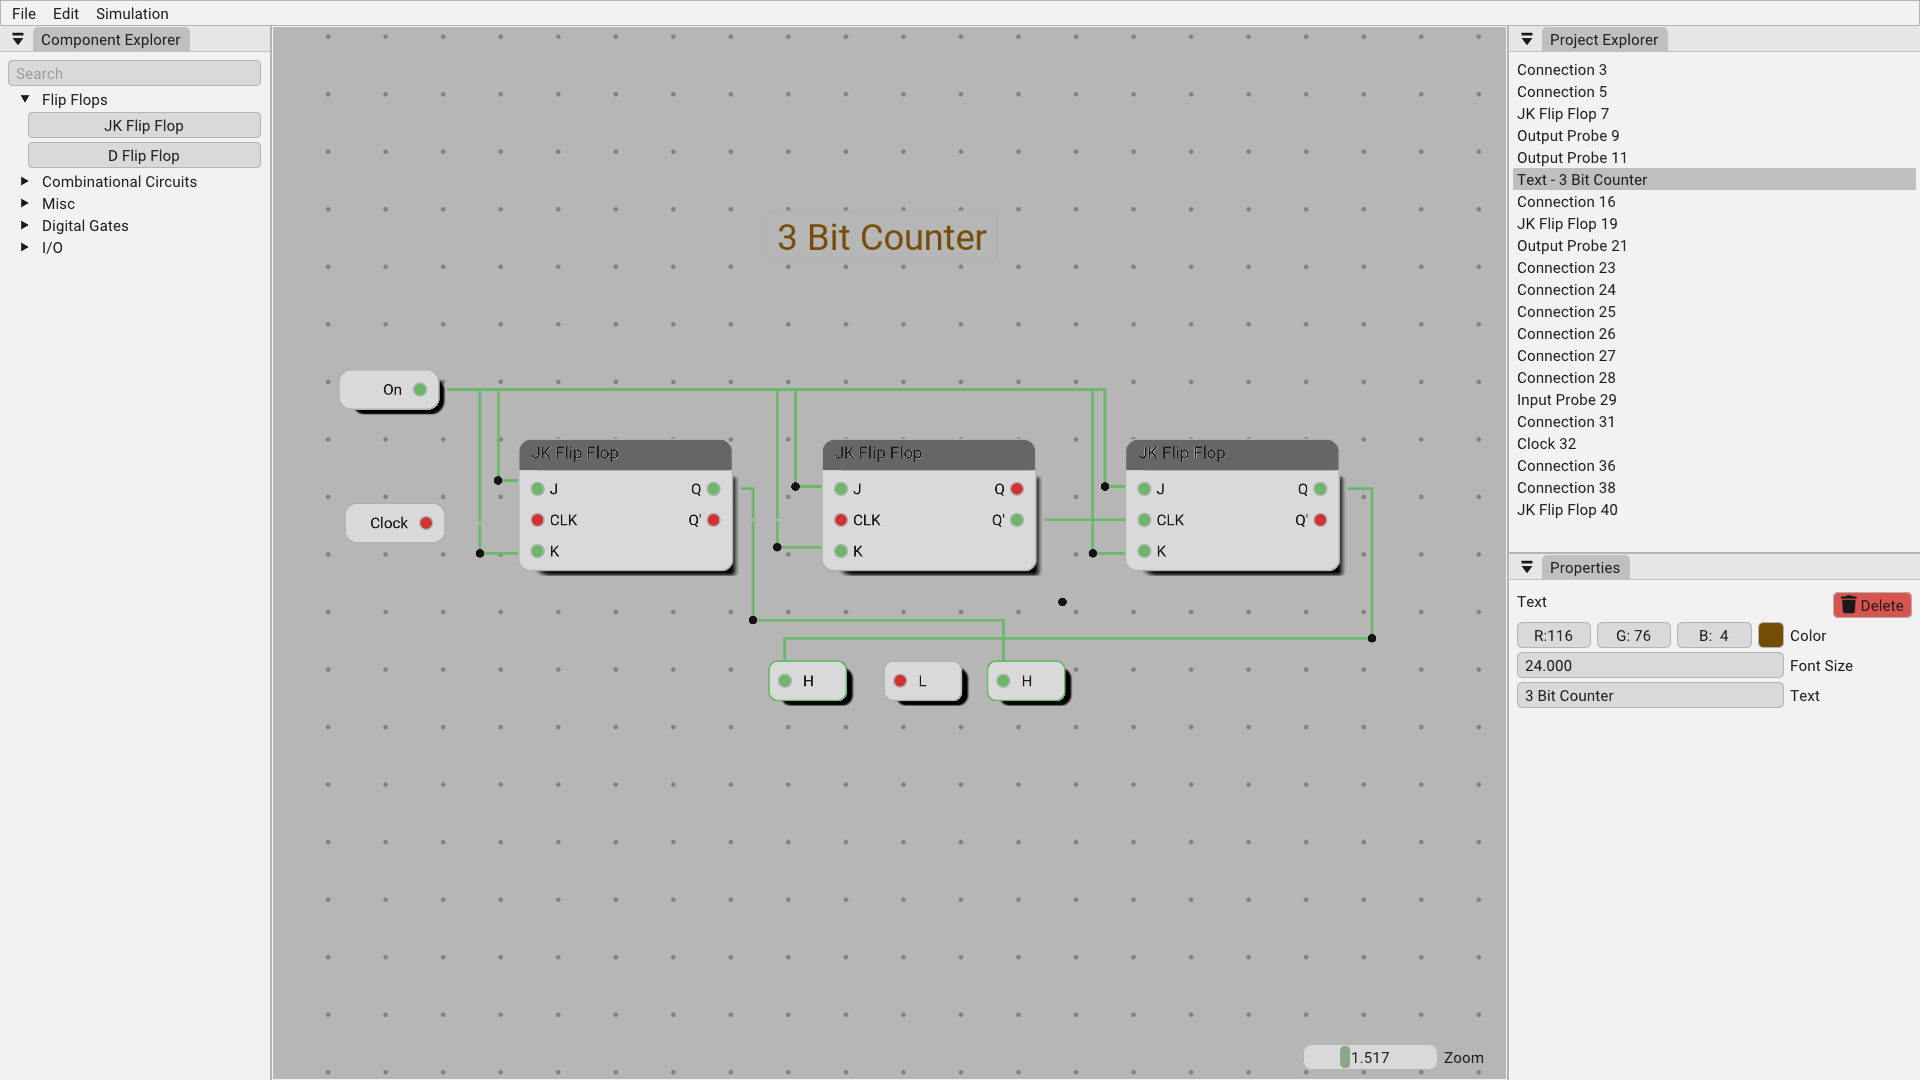 File Edit Simulation
Component Explorer
Search
Flip Flops
JK Flip Flop
D Flip Flop
Combinational Circuits
Misc
Digital Gates
I/O
3 Bit Counter
On
Clock
JK Flip Flop
J Q
CLK Q'
K
JK Flip Flop
J Q
CLK Q'
K
JK Flip Flop
J Q
CLK Q'
K
H L H
1.517 Zoom
Project Explorer
Connection 3
Connection 5
JK Flip Flop 7
Output Probe 9
Output Probe 11
Text - 3 Bit Counter
Connection 16
JK Flip Flop 19
Output Probe 21
Connection 23
Connection 24
Connection 25
Connection 26
Connection 27
Connection 28
Input Probe 29
Connection 31
Clock 32
Connection 36
Connection 38
JK Flip Flop 40
Properties
Text Delete
R:116 G: 76 B: 4 Color
24.000 Font Size
3 Bit Counter Text